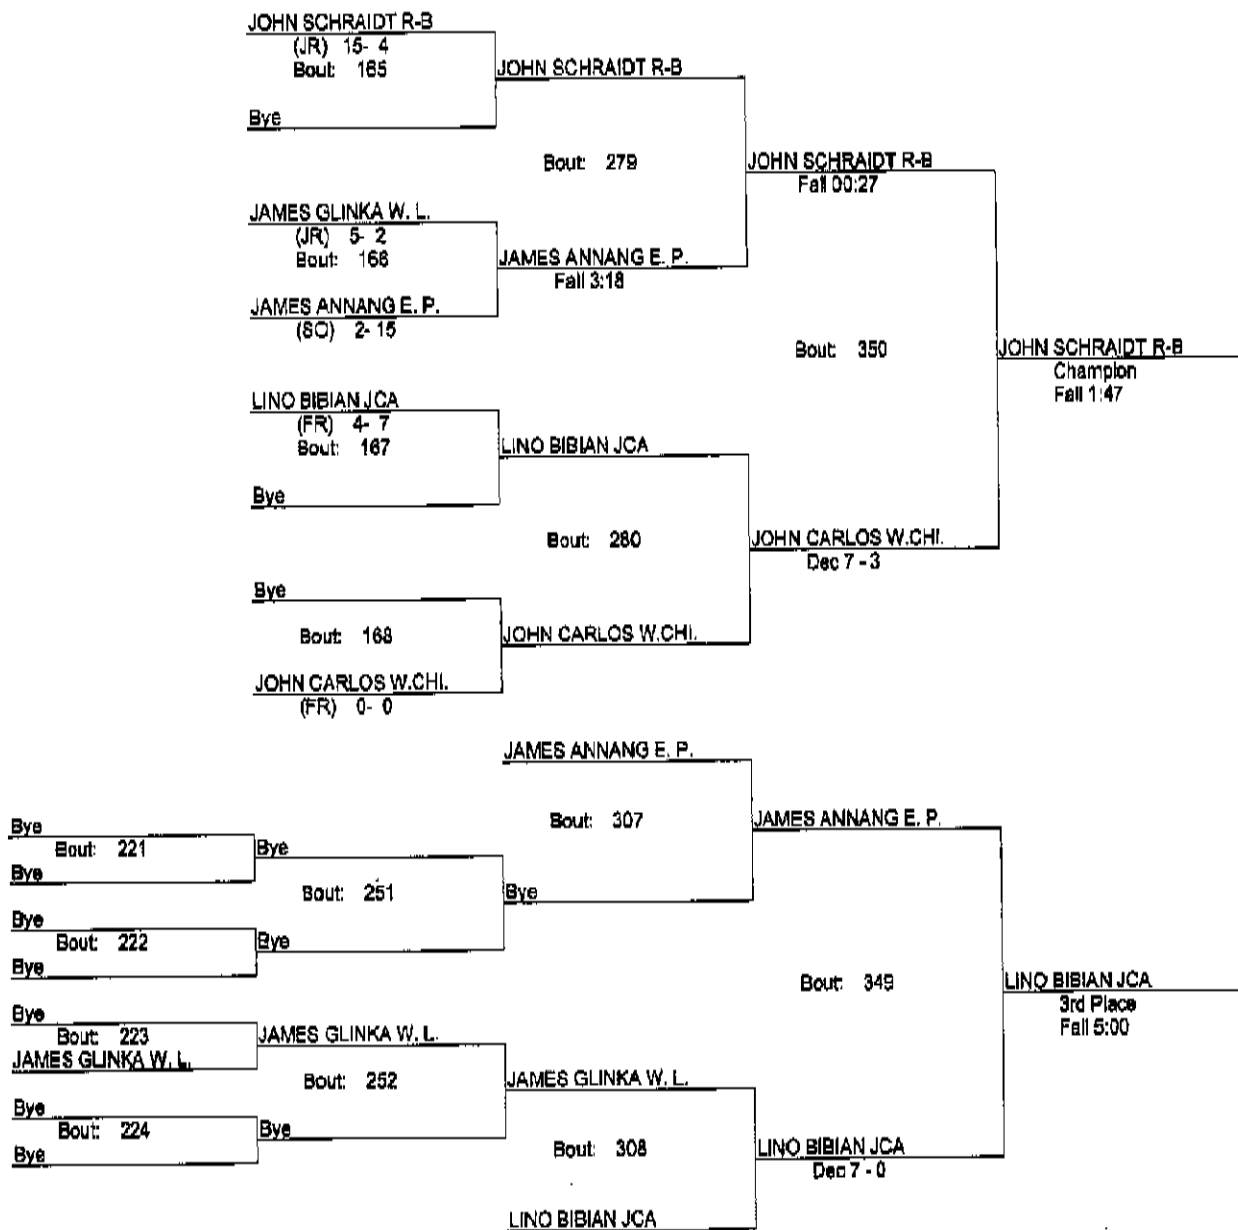 JOHN SCHRAIDT R-B
(JR) 15- 4
Bout: 165
JOHN SCHRAIDT R-B
Bye
Bout: 279
JOHN SCHRAIDT R-B
Fall 00:27
JAMES GLINKA W. L.
(JR) 5- 2
Bout: 166
JAMES ANNANG E. P.
Fall 3:18
JAMES ANNANG E. P.
(SO) 2- 15
Bout: 350
JOHN SCHRAIDT R-B
Champion
Fall 1:47
LINO BIBIAN JCA
(FR) 4- 7
Bout: 167
LINO BIBIAN JCA
Bye
Bout: 280
JOHN CARLOS W.CHI.
Dec 7 - 3
Bye
Bout: 168
JOHN CARLOS W.CHI.
JOHN CARLOS W.CHI.
(FR) 0- 0
JAMES ANNANG E. P.
Bout: 307
JAMES ANNANG E. P.
Bye
Bout: 221
Bye
Bye
Bout: 251
Bye
Bye
Bout: 222
Bye
Bye
Bout: 349
LINO BIBIAN JCA
3rd Place
Fall 5:00
Bye
Bout: 223
JAMES GLINKA W. L.
JAMES GLINKA W. L.
Bout: 252
JAMES GLINKA W. L.
Bye
Bout: 224
Bye
Bye
Bout: 308
LINO BIBIAN JCA
Dec 7 - 0
LINO BIBIAN JCA